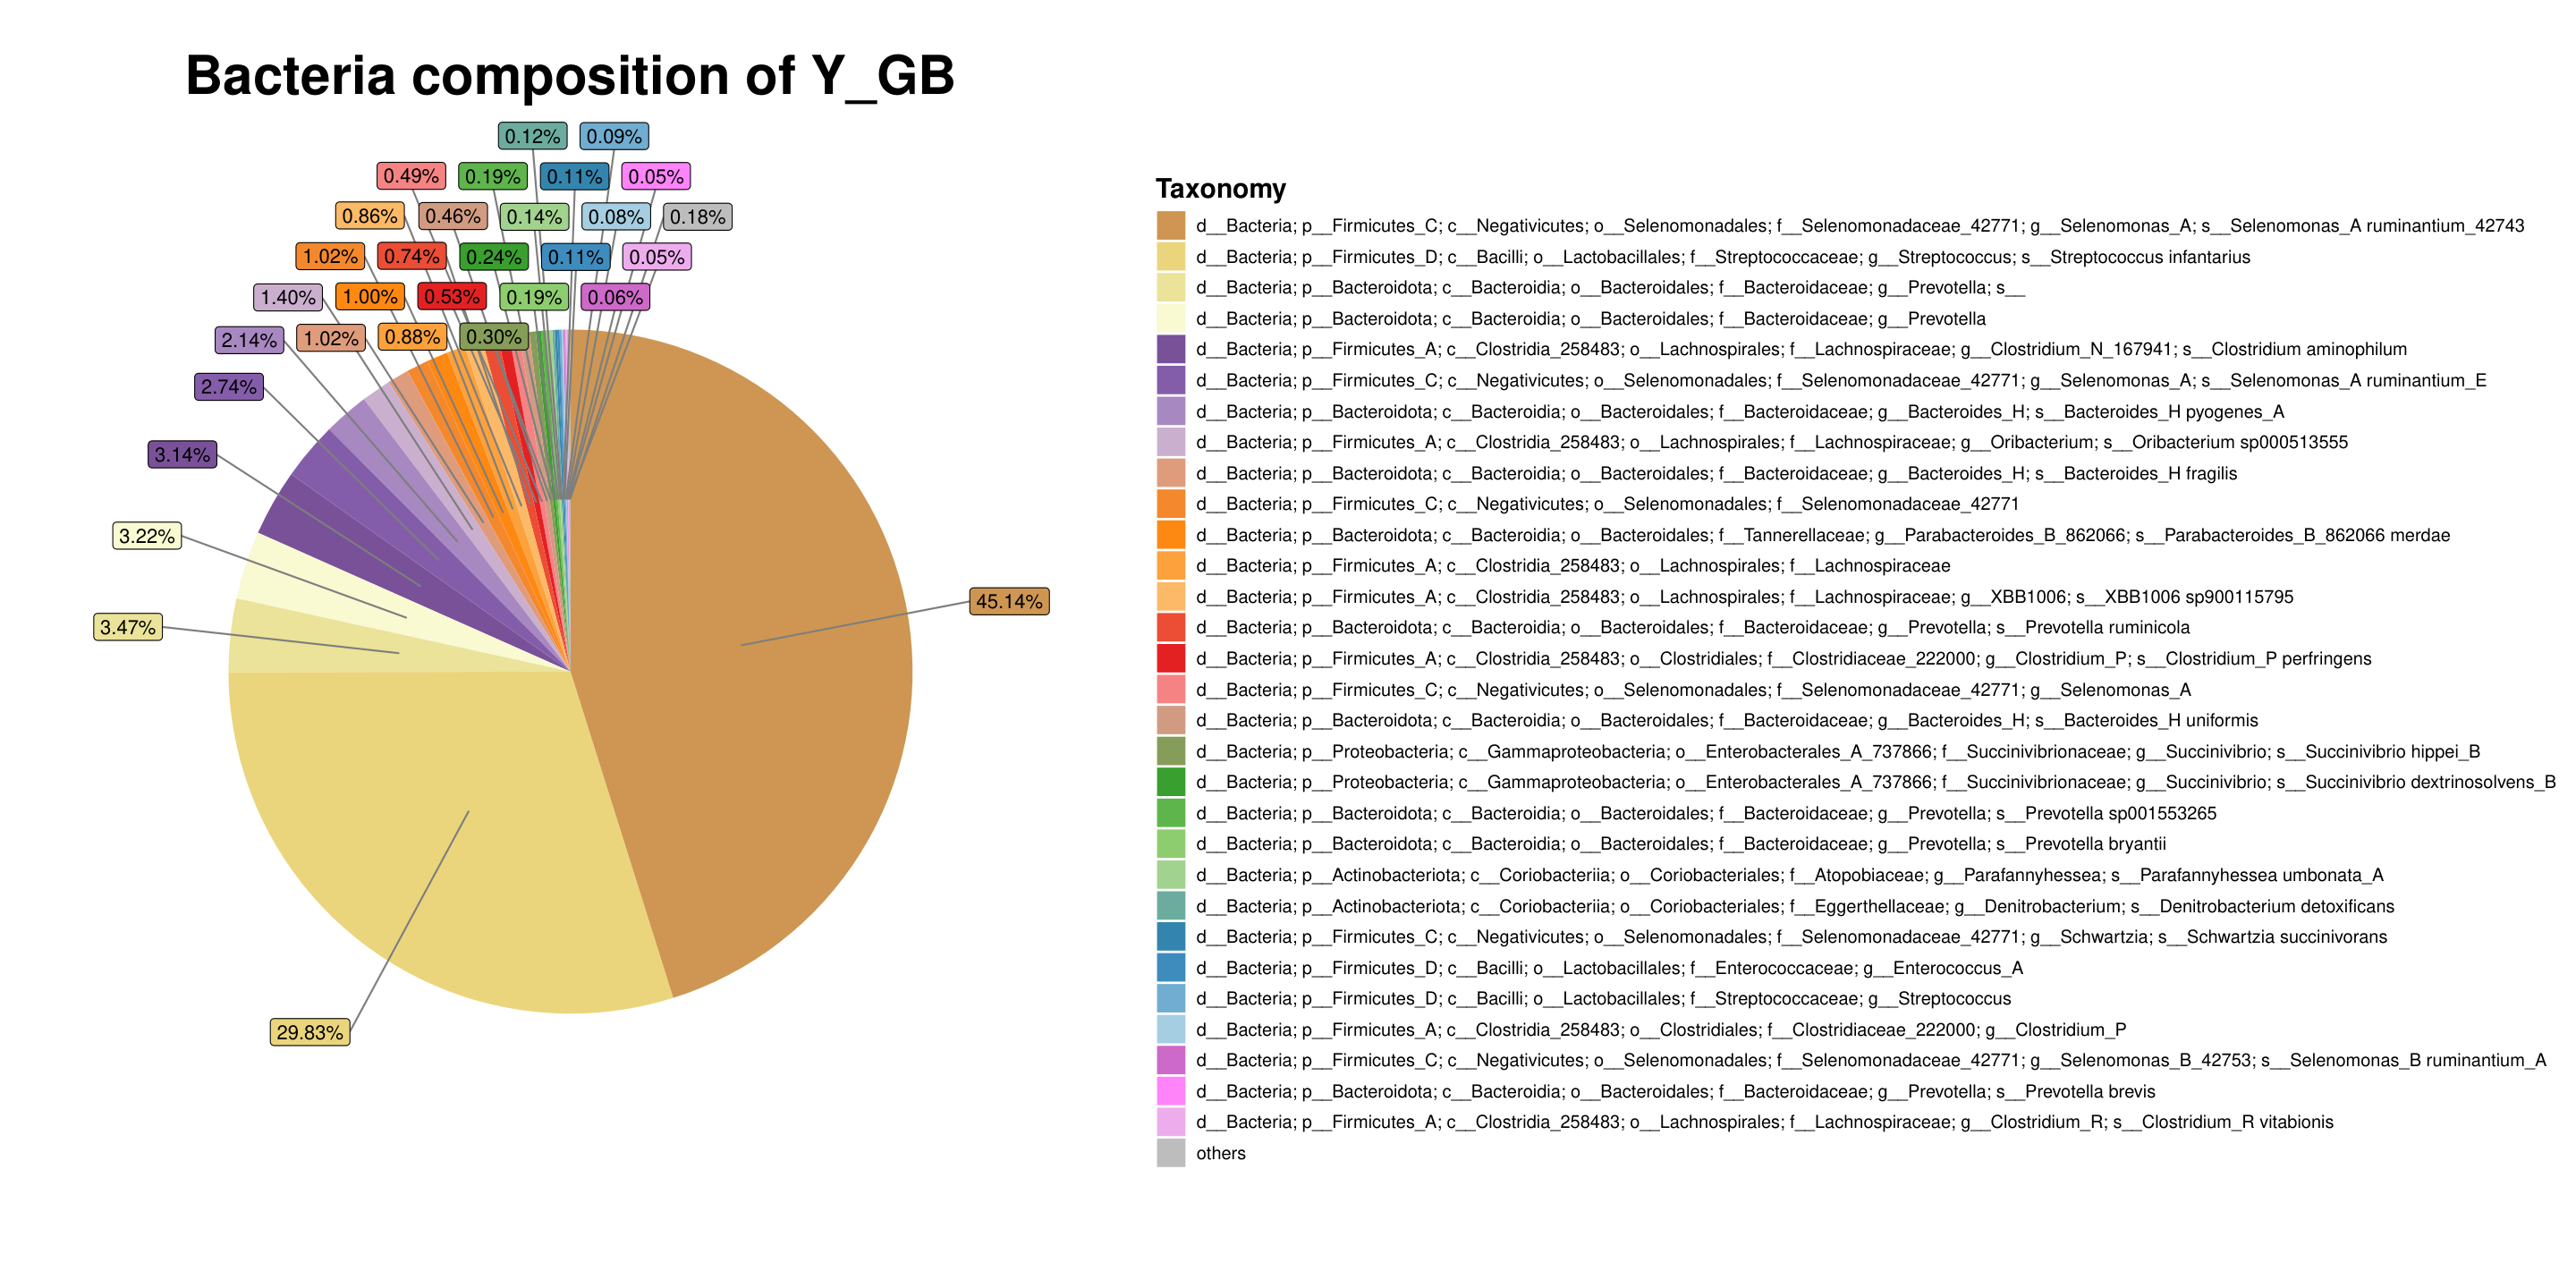 Bacteria composition of Y_GB
0.12%
0.09%
0.49%
0.19%
0.11%
0.05%
0.86%
0.46%
0.14%
0.08%
0.18%
1.02%
0.74%
0.24%
0.11%
0.05%
1.40%
1.00%
0.53%
0.19%
0.06%
2.14%
1.02%
0.88%
0.30%
2.74%
3.14%
3.22%
3.47%
45.14%
29.83%
Taxonomy
d__Bacteria; p__Firmicutes_C; c__Negativicutes; o__Selenomonadales; f__Selenomonadaceae_42771; g__Selenomonas_A; s__Selenomonas_A ruminantium_42743
d__Bacteria; p__Firmicutes_D; c__Bacilli; o__Lactobacillales; f__Streptococcaceae; g__Streptococcus; s__Streptococcus infantarius
d__Bacteria; p__Bacteroidota; c__Bacteroidia; o__Bacteroidales; f__Bacteroidaceae; g__Prevotella; s__
d__Bacteria; p__Bacteroidota; c__Bacteroidia; o__Bacteroidales; f__Bacteroidaceae; g__Prevotella
d__Bacteria; p__Firmicutes_A; c__Clostridia_258483; o__Lachnospirales; f__Lachnospiraceae; g__Clostridium_N_167941; s__Clostridium aminophilum
d__Bacteria; p__Firmicutes_C; c__Negativicutes; o__Selenomonadales; f__Selenomonadaceae_42771; g__Selenomonas_A; s__Selenomonas_A ruminantium_E
d__Bacteria; p__Bacteroidota; c__Bacteroidia; o__Bacteroidales; f__Bacteroidaceae; g__Bacteroides_H; s__Bacteroides_H pyogenes_A
d__Bacteria; p__Firmicutes_A; c__Clostridia_258483; o__Lachnospirales; f__Lachnospiraceae; g__Oribacterium; s__Oribacterium sp000513555
d__Bacteria; p__Bacteroidota; c__Bacteroidia; o__Bacteroidales; f__Bacteroidaceae; g__Bacteroides_H; s__Bacteroides_H fragilis
d__Bacteria; p__Firmicutes_C; c__Negativicutes; o__Selenomonadales; f__Selenomonadaceae_42771
d__Bacteria; p__Bacteroidota; c__Bacteroidia; o__Bacteroidales; f__Tannerellaceae; g__Parabacteroides_B_862066; s__Parabacteroides_B_862066 merdae
d__Bacteria; p__Firmicutes_A; c__Clostridia_258483; o__Lachnospirales; f__Lachnospiraceae
d__Bacteria; p__Firmicutes_A; c__Clostridia_258483; o__Lachnospirales; f__Lachnospiraceae; g__XBB1006; s__XBB1006 sp900115795
d__Bacteria; p__Bacteroidota; c__Bacteroidia; o__Bacteroidales; f__Bacteroidaceae; g__Prevotella; s__Prevotella ruminicola
d__Bacteria; p__Firmicutes_A; c__Clostridia_258483; o__Clostridiales; f__Clostridiaceae_222000; g__Clostridium_P; s__Clostridium_P perfringens
d__Bacteria; p__Firmicutes_C; c__Negativicutes; o__Selenomonadales; f__Selenomonadaceae_42771; g__Selenomonas_A
d__Bacteria; p__Bacteroidota; c__Bacteroidia; o__Bacteroidales; f__Bacteroidaceae; g__Bacteroides_H; s__Bacteroides_H uniformis
d__Bacteria; p__Proteobacteria; c__Gammaproteobacteria; o__Enterobacterales_A_737866; f__Succinivibrionaceae; g__Succinivibrio; s__Succinivibrio hippei_B
d__Bacteria; p__Proteobacteria; c__Gammaproteobacteria; o__Enterobacterales_A_737866; f__Succinivibrionaceae; g__Succinivibrio; s__Succinivibrio dextrinosolvens_B
d__Bacteria; p__Bacteroidota; c__Bacteroidia; o__Bacteroidales; f__Bacteroidaceae; g__Prevotella; s__Prevotella sp001553265
d__Bacteria; p__Bacteroidota; c__Bacteroidia; o__Bacteroidales; f__Bacteroidaceae; g__Prevotella; s__Prevotella bryantii
d__Bacteria; p__Actinobacteriota; c__Coriobacteriia; o__Coriobacteriales; f__Atopobiaceae; g__Parafannyhessea; s__Parafannyhessea umbonata_A
d__Bacteria; p__Actinobacteriota; c__Coriobacteriia; o__Coriobacteriales; f__Eggerthellaceae; g__Denitrobacterium; s__Denitrobacterium detoxificans
d__Bacteria; p__Firmicutes_C; c__Negativicutes; o__Selenomonadales; f__Selenomonadaceae_42771; g__Schwartzia; s__Schwartzia succinivorans
d__Bacteria; p__Firmicutes_D; c__Bacilli; o__Lactobacillales; f__Enterococcaceae; g__Enterococcus_A
d__Bacteria; p__Firmicutes_D; c__Bacilli; o__Lactobacillales; f__Streptococcaceae; g__Streptococcus
d__Bacteria; p__Firmicutes_A; c__Clostridia_258483; o__Clostridiales; f__Clostridiaceae_222000; g__Clostridium_P
d__Bacteria; p__Firmicutes_C; c__Negativicutes; o__Selenomonadales; f__Selenomonadaceae_42771; g__Selenomonas_B_42753; s__Selenomonas_B ruminantium_A
d__Bacteria; p__Bacteroidota; c__Bacteroidia; o__Bacteroidales; f__Bacteroidaceae; g__Prevotella; s__Prevotella brevis
d__Bacteria; p__Firmicutes_A; c__Clostridia_258483; o__Lachnospirales; f__Lachnospiraceae; g__Clostridium_R; s__Clostridium_R vitabionis
others